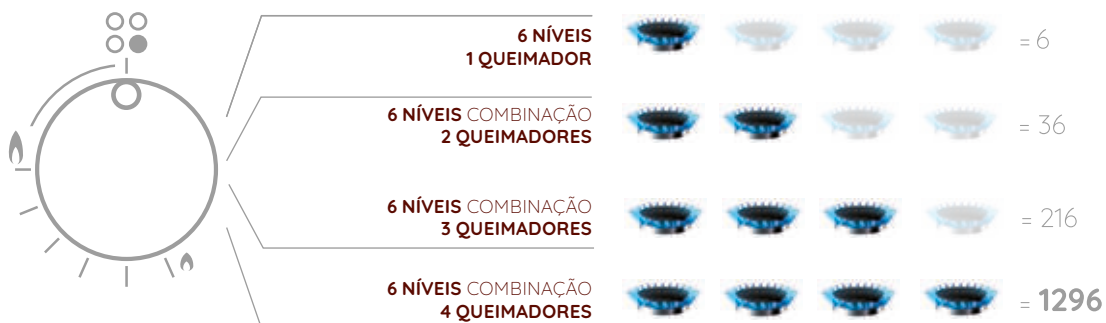 6 NÍVEIS
1 QUEIMADOR
= 6
6 NÍVEIS COMBINAÇÃO
2 QUEIMADORES
= 36
6 NÍVEIS COMBINAÇÃO
3 QUEIMADORES
= 216
6 NÍVEIS COMBINAÇÃO
4 QUEIMADORES
= 1296